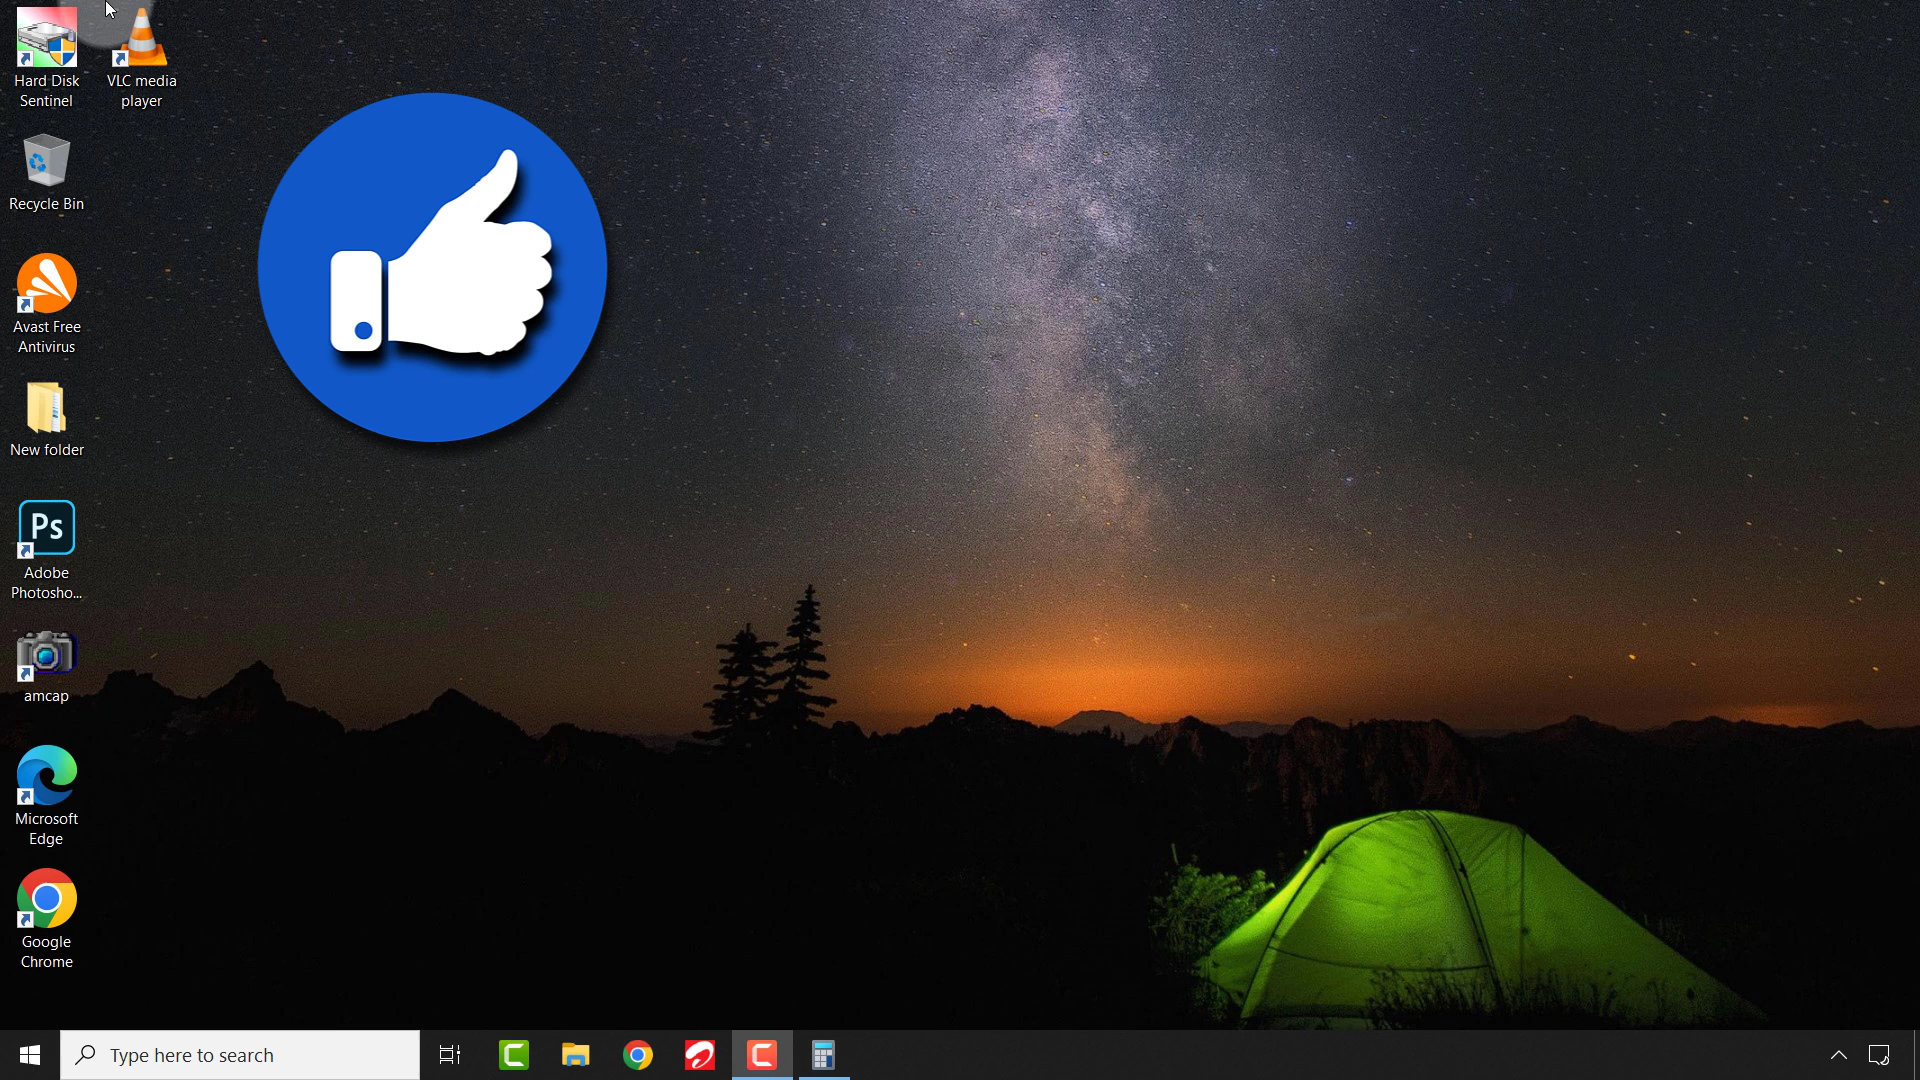 Hard Disk
Sentinel
VLC media
player
Recycle Bin
Avast Free
Antivirus
New folder
Ps
Adobe
Photosho...
amcap
Microsoft
Edge
Google
Chrome
Type here to search